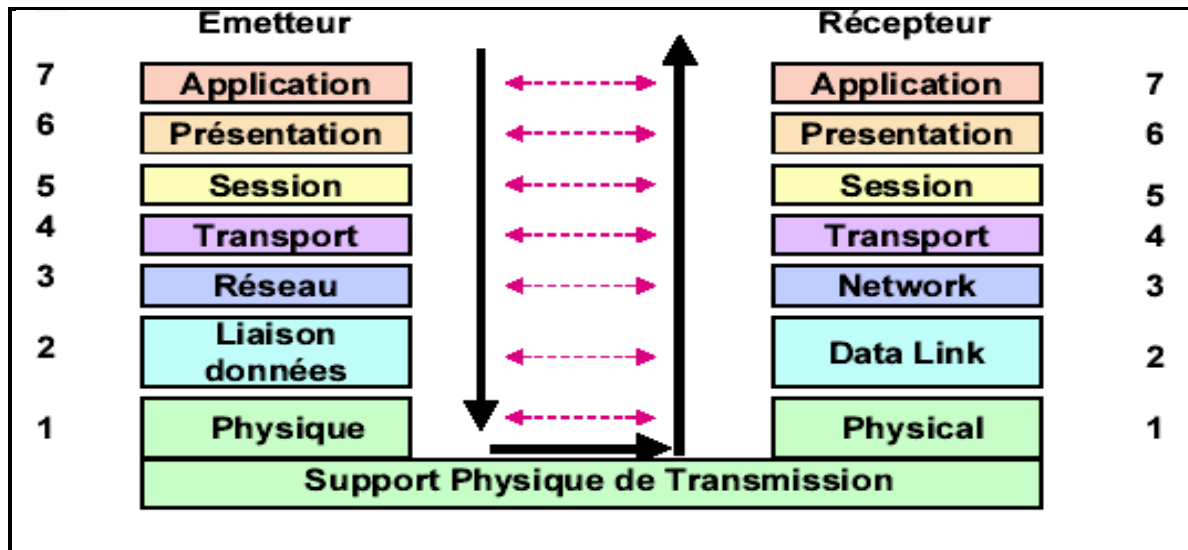 Emetteur Récepteur
7 Application Application 7
6 Présentation Presentation 6
5 Session Session 5
4 Transport Transport 4
3 Réseau Network 3
2 Liaison données Data Link 2
1 Physique Physical 1
Support Physique de Transmission